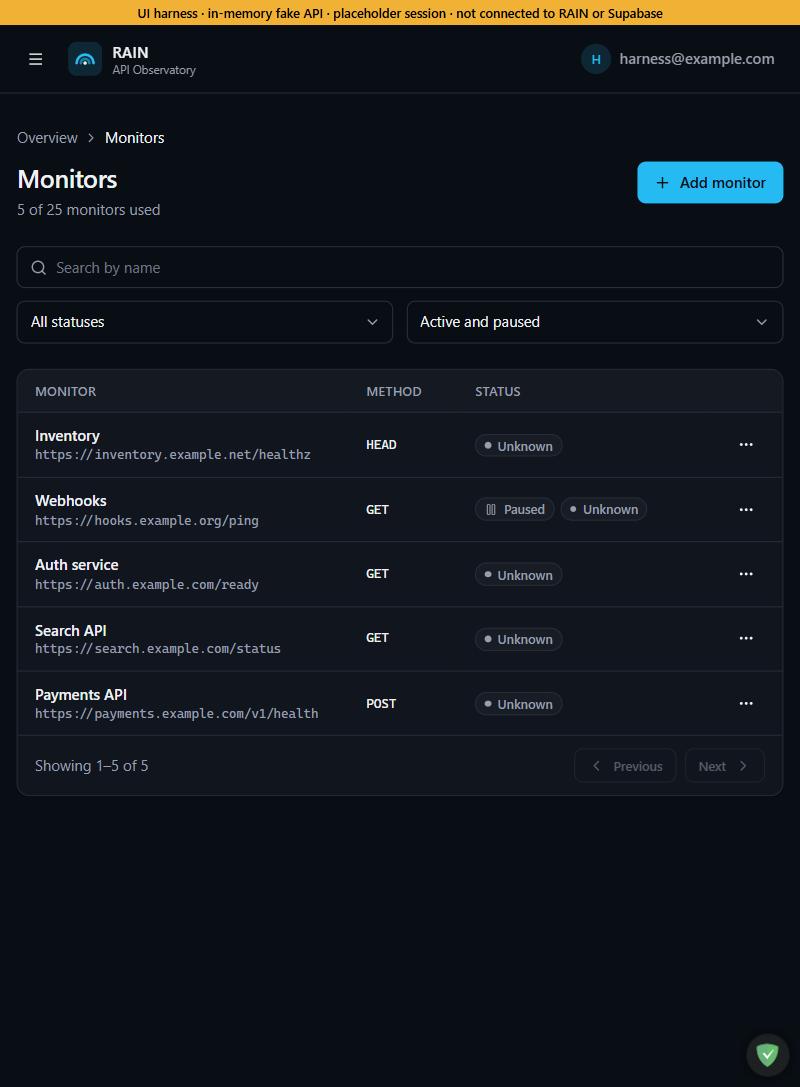 UI harness · in-memory fake API · placeholder session · not connected to RAIN or Supabase
RAIN
API Observatory
H
harness@example.com
Overview > Monitors
Monitors
5 of 25 monitors used
+ Add monitor
Search by name
All statuses
Active and paused
MONITOR METHOD STATUS
Inventory
https://inventory.example.net/healthz
HEAD
Unknown
Webhooks
https://hooks.example.org/ping
GET
Paused
Unknown
Auth service
https://auth.example.com/ready
GET
Unknown
Search API
https://search.example.com/status
GET
Unknown
Payments API
https://payments.example.com/v1/health
POST
Unknown
Showing 1–5 of 5
Previous
Next